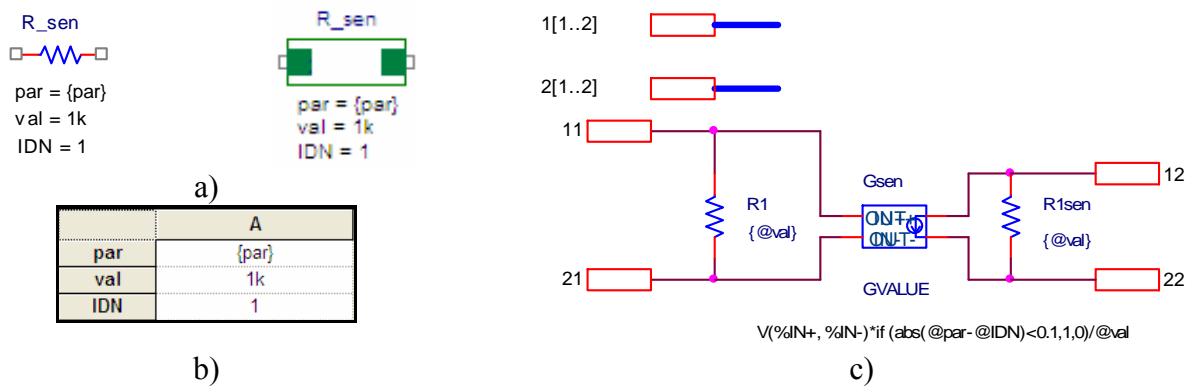 R_sen
par = {par}
val = 1k
IDN = 1
R_sen
par = {par}
val = 1k
IDN = 1
a)
A
par {par}
val 1k
IDN 1
b)
1[1..2]
2[1..2]
11
21
R1
{@val}
Gsen
GVALUE
R1sen
{@val}
12
22
V(%IN+, %IN-)*if (abs(@par-@IDN)<0.1,1,0)/@val
c)